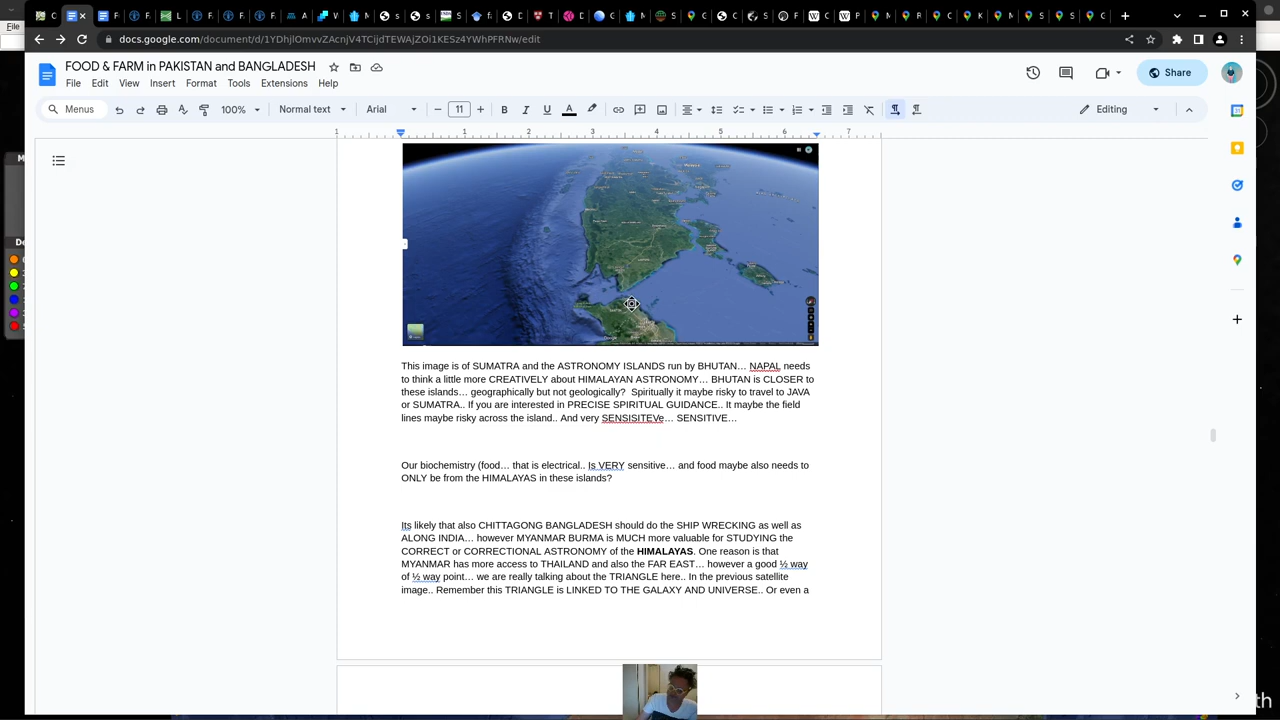 File
docs.google.com/document/d/1YDhjlOmvvZAcnjV4TCijdTEWAjZOi1KESz4YWhPFRNw/edit
FOOD & FARM in PAKISTAN and BANGLADESH
File Edit View Insert Format Tools Extensions Help
Share
Menus 100% Normal text Arial 11 Editing
1 1 2 3 4 5 6 7
This image is of SUMATRA and the ASTRONOMY ISLANDS run by BHUTAN… NAPAL needs
to think a little more CREATIVELY about HIMALAYAN ASTRONOMY… BHUTAN is CLOSER to
these islands… geographically but not geologically? Spiritually it maybe risky to travel to JAVA
or SUMATRA.. If you are interested in PRECISE SPIRITUAL GUIDANCE.. It maybe the field
lines maybe risky across the island.. And very SENSISITEVe… SENSITIVE…
Our biochemistry (food… that is electrical.. Is VERY sensitive… and food maybe also needs to
ONLY be from the HIMALAYAS in these islands?
Its likely that also CHITTAGONG BANGLADESH should do the SHIP WRECKING as well as
ALONG INDIA… however MYANMAR BURMA is MUCH more valuable for STUDYING the
CORRECT or CORRECTIONAL ASTRONOMY of the HIMALAYAS. One reason is that
MYANMAR has more access to THAILAND and also the FAR EAST… however a good ½ way
of ½ way point… we are really talking about the TRIANGLE here.. In the previous satellite
image.. Remember this TRIANGLE is LINKED TO THE GALAXY AND UNIVERSE.. Or even a